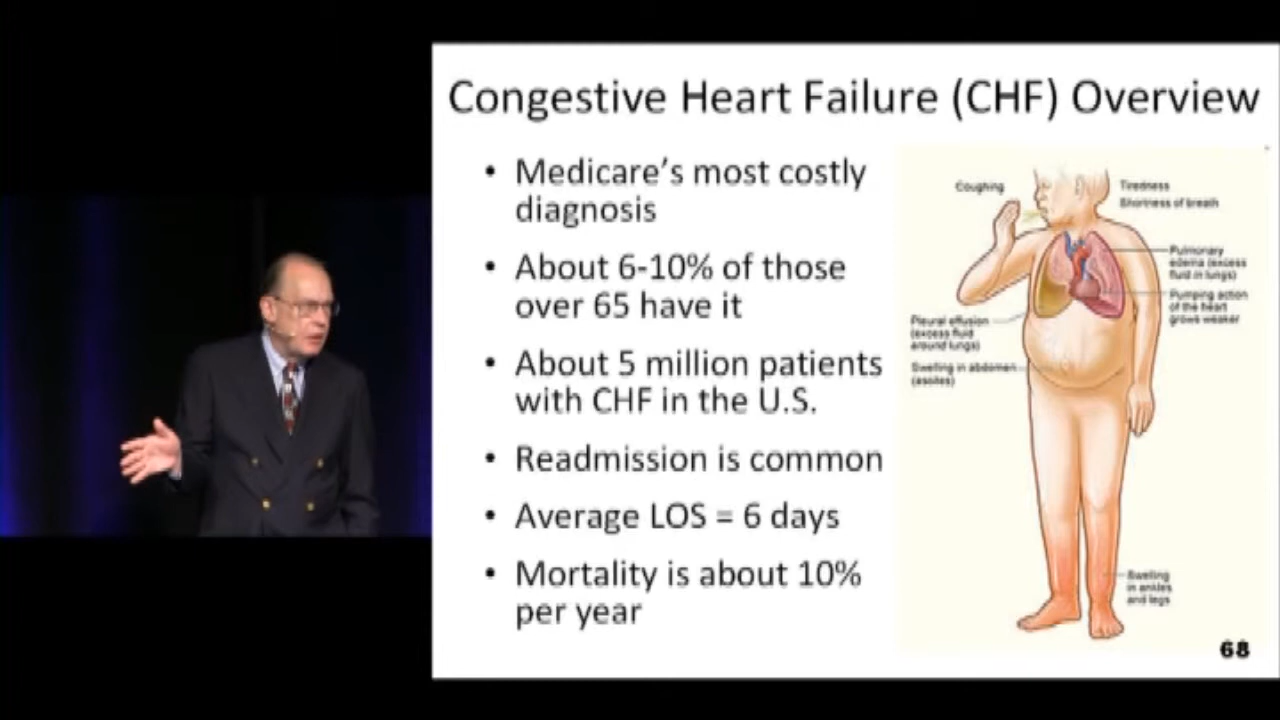 Congestive Heart Failure (CHF) Overview
• Medicare's most costly
diagnosis
• About 6-10% of those
over 65 have it
• About 5 million patients
with CHF in the U.S.
• Readmission is common
• Average LOS = 6 days
• Mortality is about 10%
per year
Coughing
Tiredness
Shortness of breath
Pulmonary
edema (excess
fluid in lungs)
Pumping action
of the heart
grows weaker
Pleural effusion
(excess fluid
around lungs)
Swelling in abdomen
(ascites)
Swelling
in ankles
and legs
68